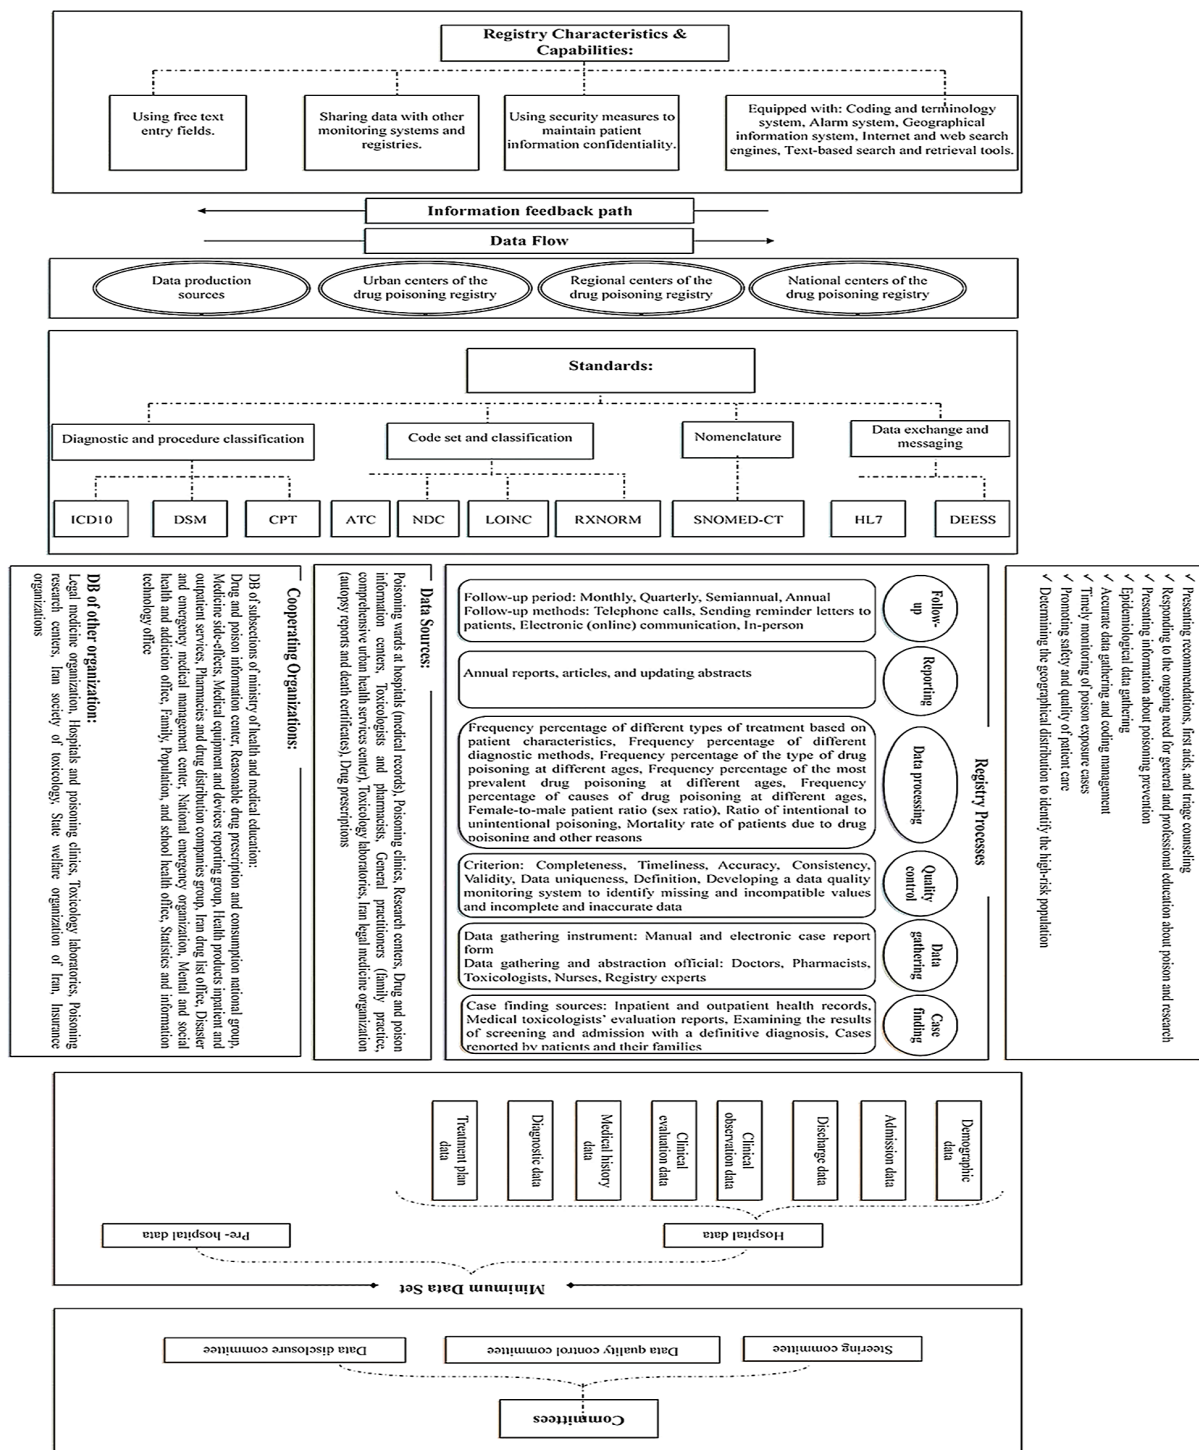 Registry Characteristics &
Capabilities:
Using free text
entry fields.
Sharing data with other
monitoring systems and
registries.
Using security measures to
maintain patient
information confidentiality.
Equipped with: Coding and terminology
system, Alarm system, Geographical
information system, Internet and web search
engines, Text-based search and retrieval tools.
Information feedback path
Data Flow
Data production
sources
Urban centers of the
drug poisoning registry
Regional centers of the
drug poisoning registry
National centers of the
drug poisoning registry
Standards:
Diagnostic and procedure classification
Code set and classification
Nomenclature
Data exchange and
messaging
ICD10
DSM
CPT
ATC
NDC
LOINC
RXNORM
SNOMED-CT
HL7
DEESS
Cooperating Organizations:
DB of subsections of ministry of health and medical education:
Drug and poison information center, Reasonable drug prescription and consumption national group,
Medicine side-effects, Medical equipment and devices reporting group, Health products inpatient and
outpatient services, Pharmacies and drug distribution companies group, Iran drug list office, Disaster
and emergency medical management center, National emergency organization, Mental and social
health and addiction office, Family, Population, and school health office, Statistics and information
technology office
DB of other organization:
Legal medicine organization, Hospitals and poisoning clinics, Toxicology laboratories, Poisoning
research centers, Iran society of toxicology, State welfare organization of Iran, Insurance
organizations
Data Sources:
Poisoning wards at hospitals (medical records), Poisoning clinics, Research centers, Drug and poison
information centers, Toxicologists and pharmacists, General practitioners (family practice,
comprehensive urban health services center), Toxicology laboratories, Iran legal medicine organization
(autopsy reports and death certificates), Drug prescriptions
Registry Processes
Follow-
up
Follow-up period: Monthly, Quarterly, Semiannual, Annual
Follow-up methods: Telephone calls, Sending reminder letters to
patients, Electronic (online) communication, In-person
Reporting
Annual reports, articles, and updating abstracts
Data
processing
Frequency percentage of different types of treatment based on
patient characteristics, Frequency percentage of different
diagnostic methods, Frequency percentage of the type of drug
poisoning at different ages, Frequency percentage of the most
prevalent drug poisoning at different ages, Frequency
percentage of causes of drug poisoning at different ages,
Female-to-male patient ratio (sex ratio), Ratio of intentional to
unintentional poisoning, Mortality rate of patients due to drug
poisoning and other reasons
Quality
control
Criterion: Completeness, Timeliness, Accuracy, Consistency,
Validity, Data uniqueness, Definition, Developing a data quality
monitoring system to identify missing and incompatible values
and incomplete and inaccurate data
Data
gathering
Data gathering instrument: Manual and electronic case report
form
Data gathering and abstraction official: Doctors, Pharmacists,
Toxicologists, Nurses, Registry experts
Case
finding
Case finding sources: Inpatient and outpatient health records,
Medical toxicologists' evaluation reports, Examining the results
of screening and admission with a definitive diagnosis, Cases
reported by patients and their families
✓ Presenting recommendations, first aids, and triage counseling
✓ Responding to the ongoing need for general and professional education about poison and research
✓ Presenting information about poisoning prevention
✓ Epidemiological data gathering
✓ Accurate data gathering and coding management
✓ Timely monitoring of poison exposure cases
✓ Promoting safety and quality of patient care
✓ Determining the geographical distribution to identify the high-risk population
Treatment plan
data
Diagnostic data
Medical history
data
Clinical
evaluation data
Clinical
observation data
Discharge data
Admission data
Demographic
data
Pre- hospital data
Hospital data
Minimum Data Set
Data disclosure committee
Data quality control committee
Steering committee
Committees